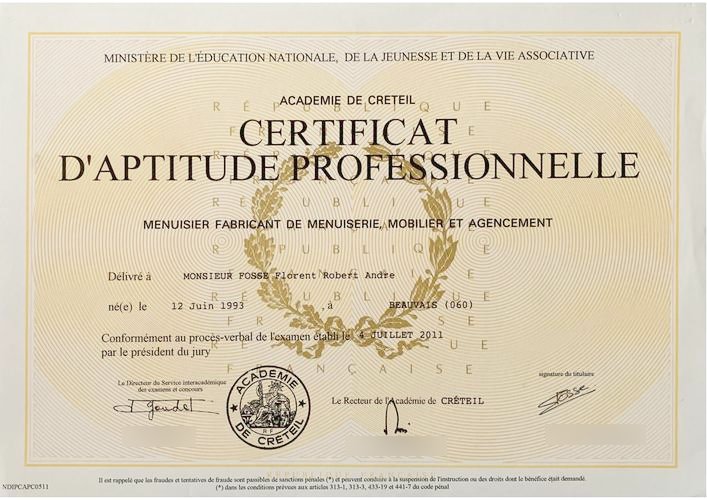 MINISTÈRE DE L'ÉDUCATION NATIONALE, DE LA JEUNESSE ET DE LA VIE ASSOCIATIVE
ACADEMIE DE CRETEIL
CERTIFICAT
D'APTITUDE PROFESSIONNELLE
MENUISIER FABRICANT DE MENUISERIE, MOBILIER ET AGENCEMENT
Délivré à MONSIEUR FOSSE Florent Robert Andre
né(e) le 12 Juin 1993 , à BEAUVAIS (060)
Conformément au procès-verbal de l'examen établi le 4 JUILLET 2011
par le président du jury
Le Directeur du Service interacadémique
des examens et concours
ACADEMIE DE CRETEIL
RF
Le Recteur de l'Académie de CRÉTEIL
signature du titulaire
Fosse
Il est rappelé que les fraudes et tentatives de fraude sont passibles de sanctions pénales (*) et peuvent conduire à la suspension de l'instruction ou des droits dont le bénéfice était demandé.
(*) dans les conditions prévues aux articles 313-1, 313-3, 433-19 et 441-7 du code pénal
NDIPCAPC0511
RÉPUBLIQUE
FRANÇAISE